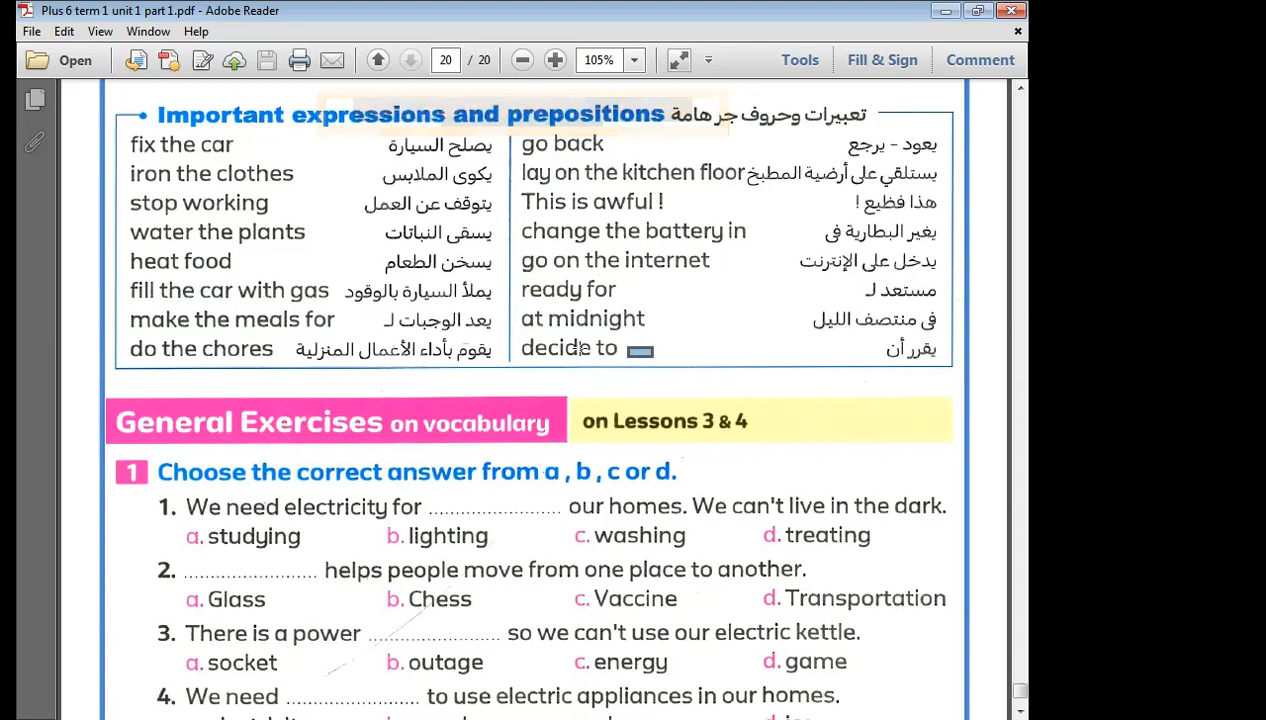 Plus 6 term 1 unit 1 part 1.pdf - Adobe Reader
File Edit View Window Help
Open 20 / 20 105% Tools Fill & Sign Comment
Important expressions and prepositions تعبيرات وحروف جر هامة
fix the car يصلح السيارة
iron the clothes يكوى الملابس
stop working يتوقف عن العمل
water the plants يسقى النباتات
heat food يسخن الطعام
fill the car with gas يملأ السيارة بالوقود
make the meals for يعد الوجبات لـ
do the chores يقوم بأداء الأعمال المنزلية
go back يعود - يرجع
lay on the kitchen floor يستلقي على أرضية المطبخ
This is awful ! هذا فظيع !
change the battery in يغير البطارية فى
go on the internet يدخل على الإنترنت
ready for مستعد لـ
at midnight فى منتصف الليل
decide to يقرر أن
General Exercises on vocabulary on Lessons 3 & 4
1 Choose the correct answer from a , b , c or d.
1. We need electricity for ........................ our homes. We can't live in the dark.
a. studying b. lighting c. washing d. treating
2. ........................ helps people move from one place to another.
a. Glass b. Chess c. Vaccine d. Transportation
3. There is a power ........................ so we can't use our electric kettle.
a. socket b. outage c. energy d. game
4. We need ........................ to use electric appliances in our homes.